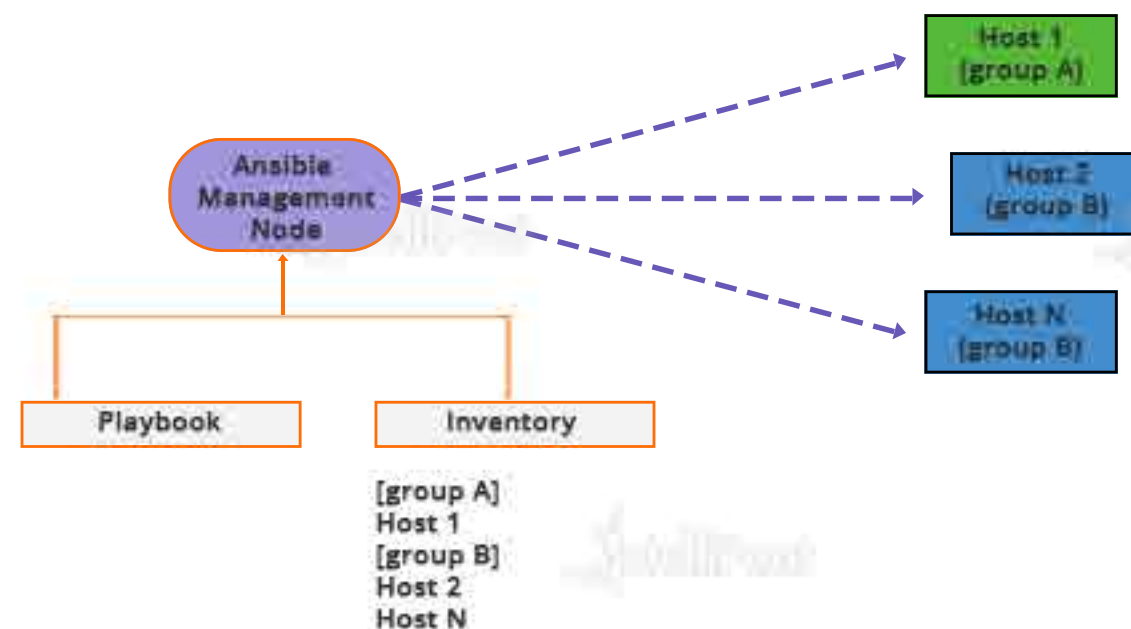 Host 1
(group A)
Ansible
Management
Node
Host 2
(group B)
Host N
(group B)
Playbook
Inventory
[group A]
Host 1
[group B]
Host 2
Host N